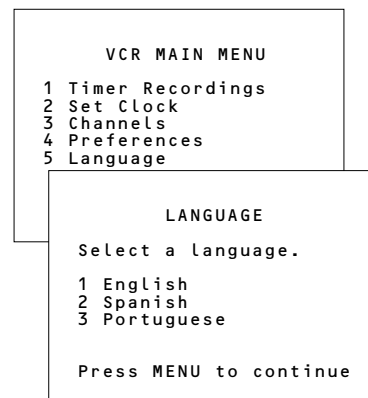 VCR MAIN MENU
1 Timer Recordings
2 Set Clock
3 Channels
4 Preferences
5 Language
LANGUAGE
Select a language.
1 English
2 Spanish
3 Portuguese
Press MENU to continue